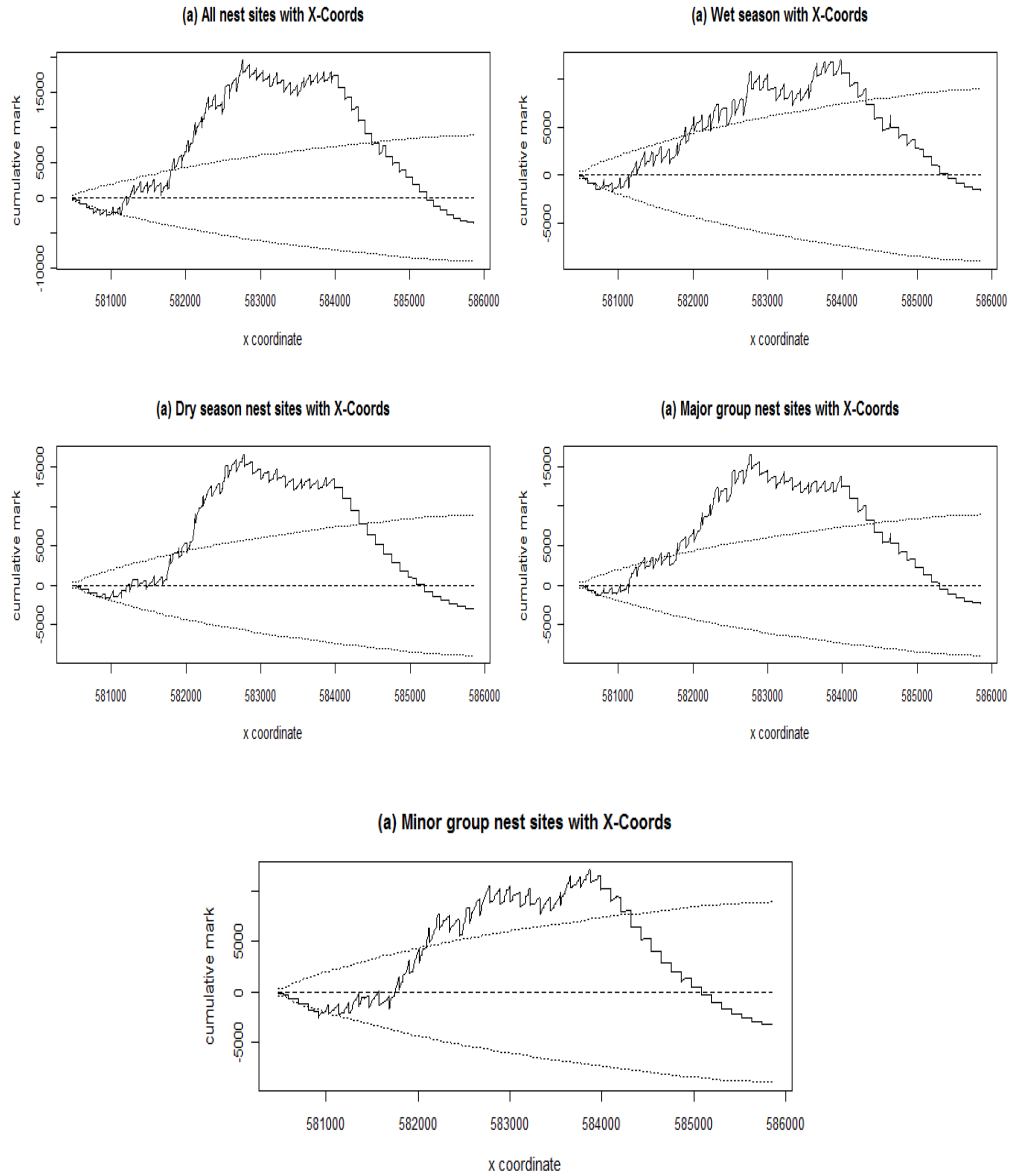 (a) All nest sites with X-Coords
cumulative mark
-10000 0 5000 15000
581000 582000 583000 584000 585000 586000
x coordinate
(a) Wet season with X-Coords
cumulative mark
-5000 0 5000
581000 582000 583000 584000 585000 586000
x coordinate
(a) Dry season nest sites with X-Coords
cumulative mark
-5000 0 5000 15000
581000 582000 583000 584000 585000 586000
x coordinate
(a) Major group nest sites with X-Coords
cumulative mark
-5000 0 5000 15000
581000 582000 583000 584000 585000 586000
x coordinate
(a) Minor group nest sites with X-Coords
cumulative mark
-5000 0 5000
581000 582000 583000 584000 585000 586000
x coordinate